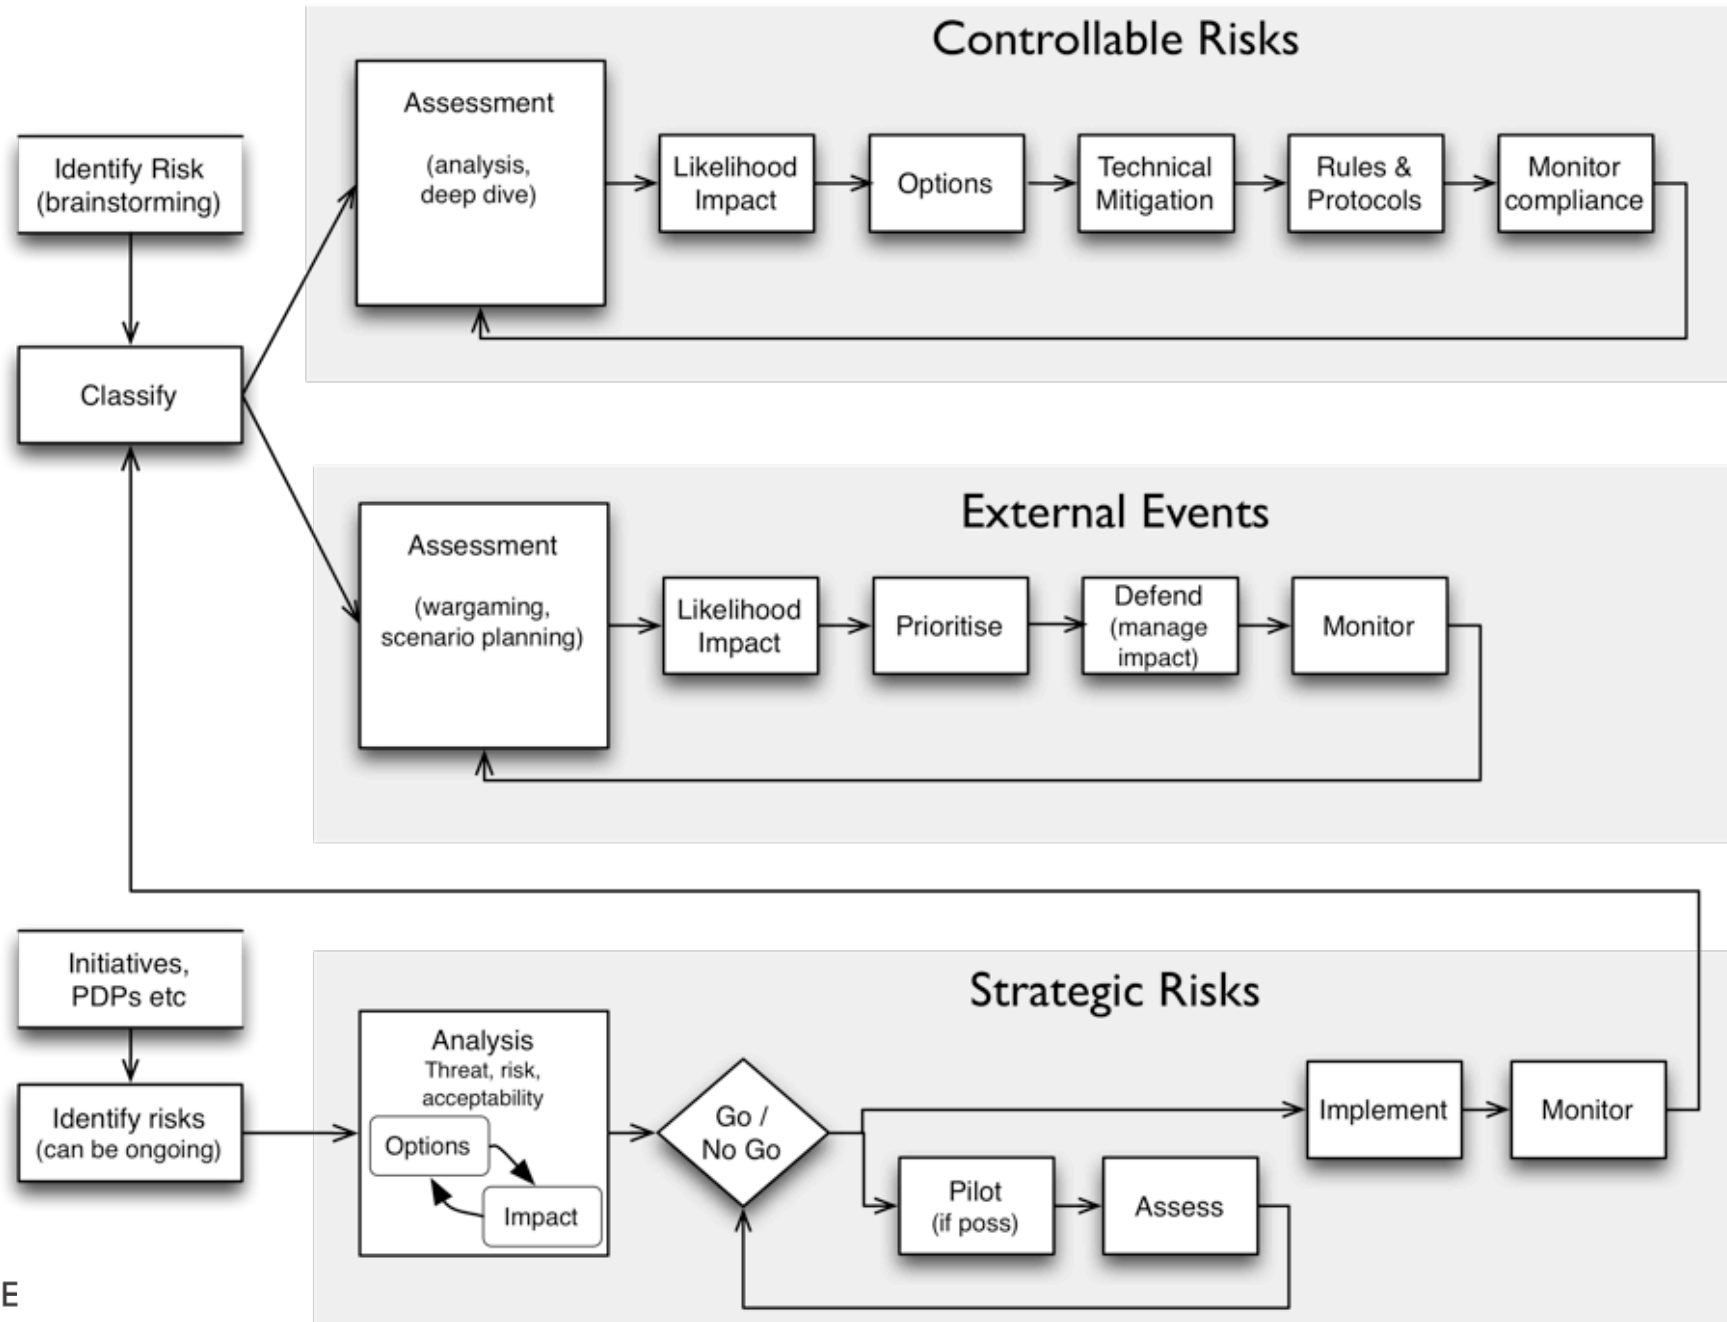 Controllable Risks
Identify Risk
(brainstorming)
Classify
Assessment
(analysis,
deep dive)
Likelihood
Impact
Options
Technical
Mitigation
Rules &
Protocols
Monitor
compliance
External Events
Assessment
(wargaming,
scenario planning)
Likelihood
Impact
Prioritise
Defend
(manage
impact)
Monitor
Strategic Risks
Initiatives,
PDPs etc
Identify risks
(can be ongoing)
Analysis
Threat, risk,
acceptability
Options
Impact
Go /
No Go
Pilot
(if poss)
Assess
Implement
Monitor
E